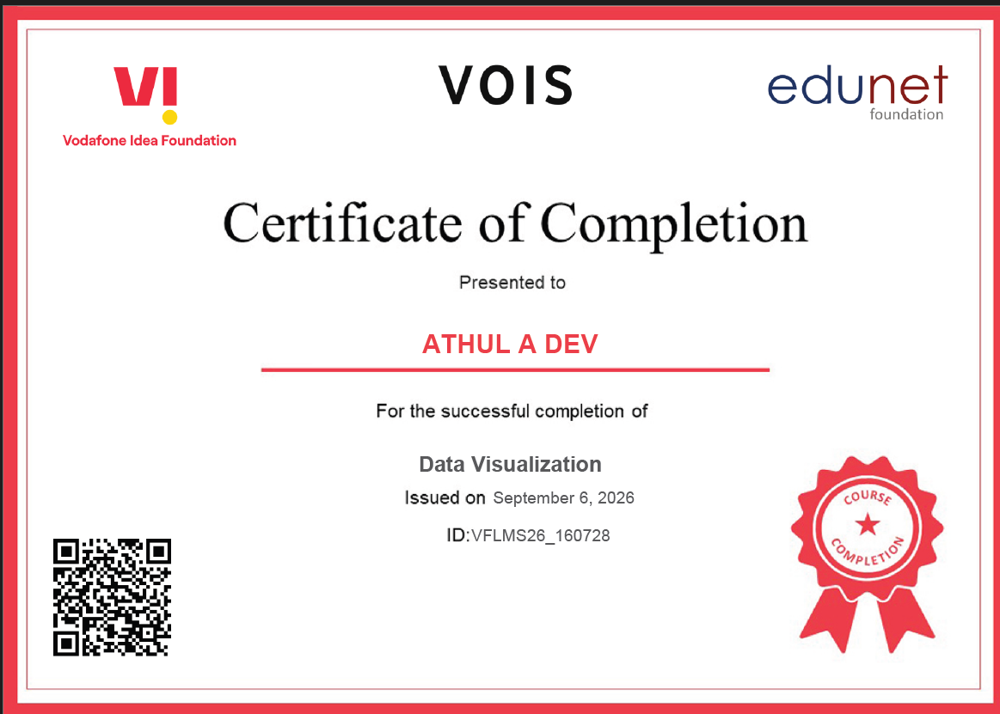 VI
Vodafone Idea Foundation
VOIS
edunet
foundation
Certificate of Completion
Presented to
ATHUL A DEV
For the successful completion of
Data Visualization
Issued on September 6, 2026
ID:VFLMS26_160728
COURSE
COMPLETION